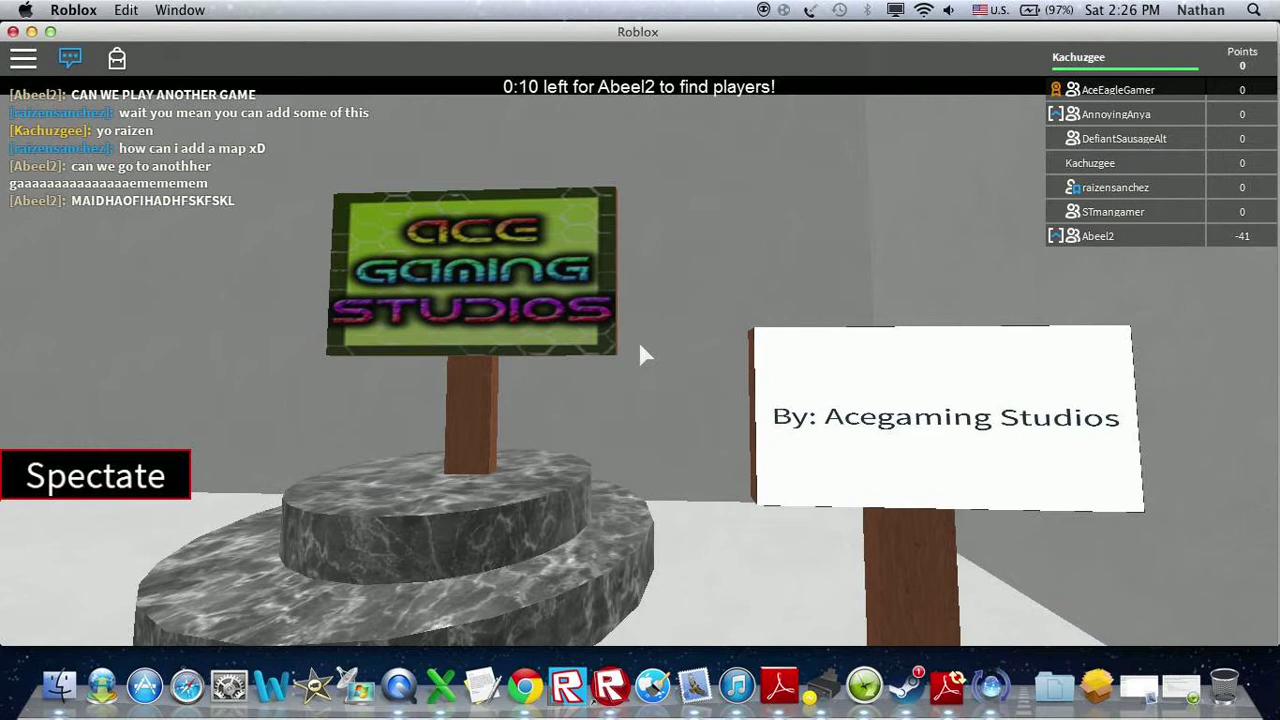 Roblox Edit Window
U.S. (97%) Sat 2:26 PM Nathan
Roblox
Kachuzgee
Points
0
0:10 left for Abeel2 to find players!
[Abeel2]: CAN WE PLAY ANOTHER GAME
[raizensanchez]: wait you mean you can add some of this
[Kachuzgee]: yo raizen
[raizensanchez]: how can i add a map xD
[Abeel2]: can we go to anothher
gaaaaaaaaaaaaaaememememem
[Abeel2]: MAIDHAOFIHADHFSKFSKL
AceEagleGamer 0
AnnoyingAnya 0
DefiantSausageAlt 0
Kachuzgee 0
raizensanchez 0
STmangamer 0
Abeel2 -41
ACE
GAMING
STUDIOS
By: Acegaming Studios
Spectate